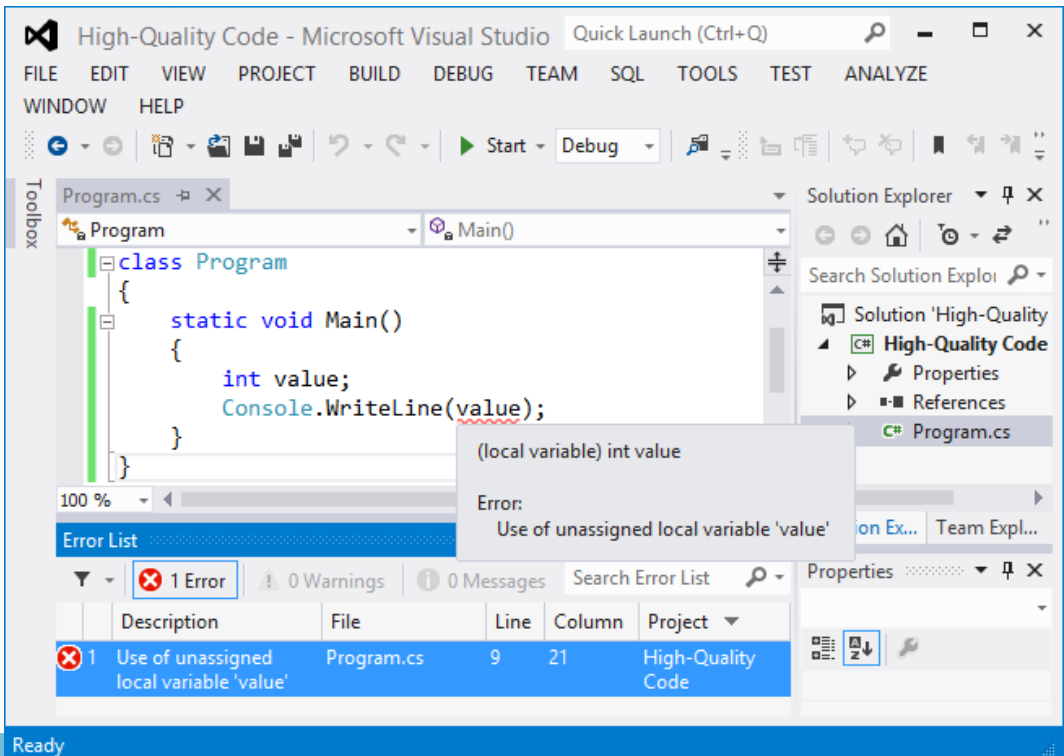 High-Quality Code - Microsoft Visual Studio
Quick Launch (Ctrl+Q)
FILE EDIT VIEW PROJECT BUILD DEBUG TEAM SQL TOOLS TEST ANALYZE
WINDOW HELP
Start Debug
Toolbox
Program.cs
Program
Main()
class Program
{
static void Main()
{
int value;
Console.WriteLine(value);
}
}
(local variable) int value
Error:
Use of unassigned local variable 'value'
100 %
Solution Explorer
Search Solution Explo
Solution 'High-Quality
C# High-Quality Code
Properties
References
C# Program.cs
ion Ex... Team Expl...
Error List
1 Error 0 Warnings 0 Messages Search Error List
Description File Line Column Project
1 Use of unassigned local variable 'value' Program.cs 9 21 High-Quality Code
Properties
Ready